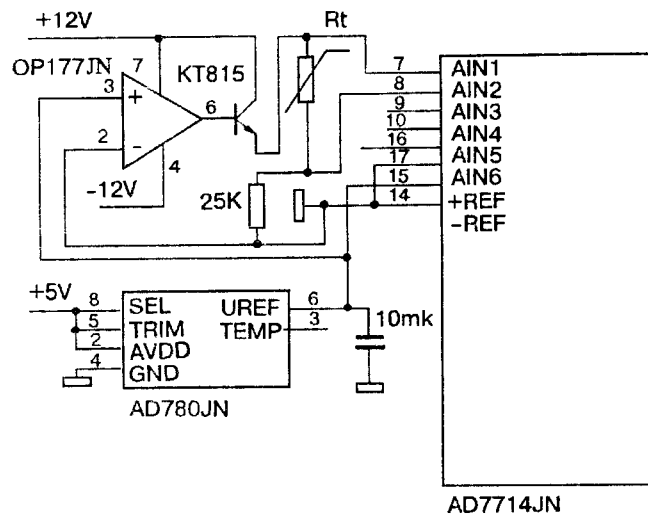 +12V
Rt
OP177JN
7
KT815
3
+
6
2
-
4
-12V
25K
7
AIN1
8
AIN2
9
AIN3
10
AIN4
16
AIN5
17
AIN6
15
+REF
14
-REF
+5V
8
SEL
UREF
6
5
TRIM
TEMP
3
2
AVDD
4
GND
10mk
AD780JN
AD7714JN